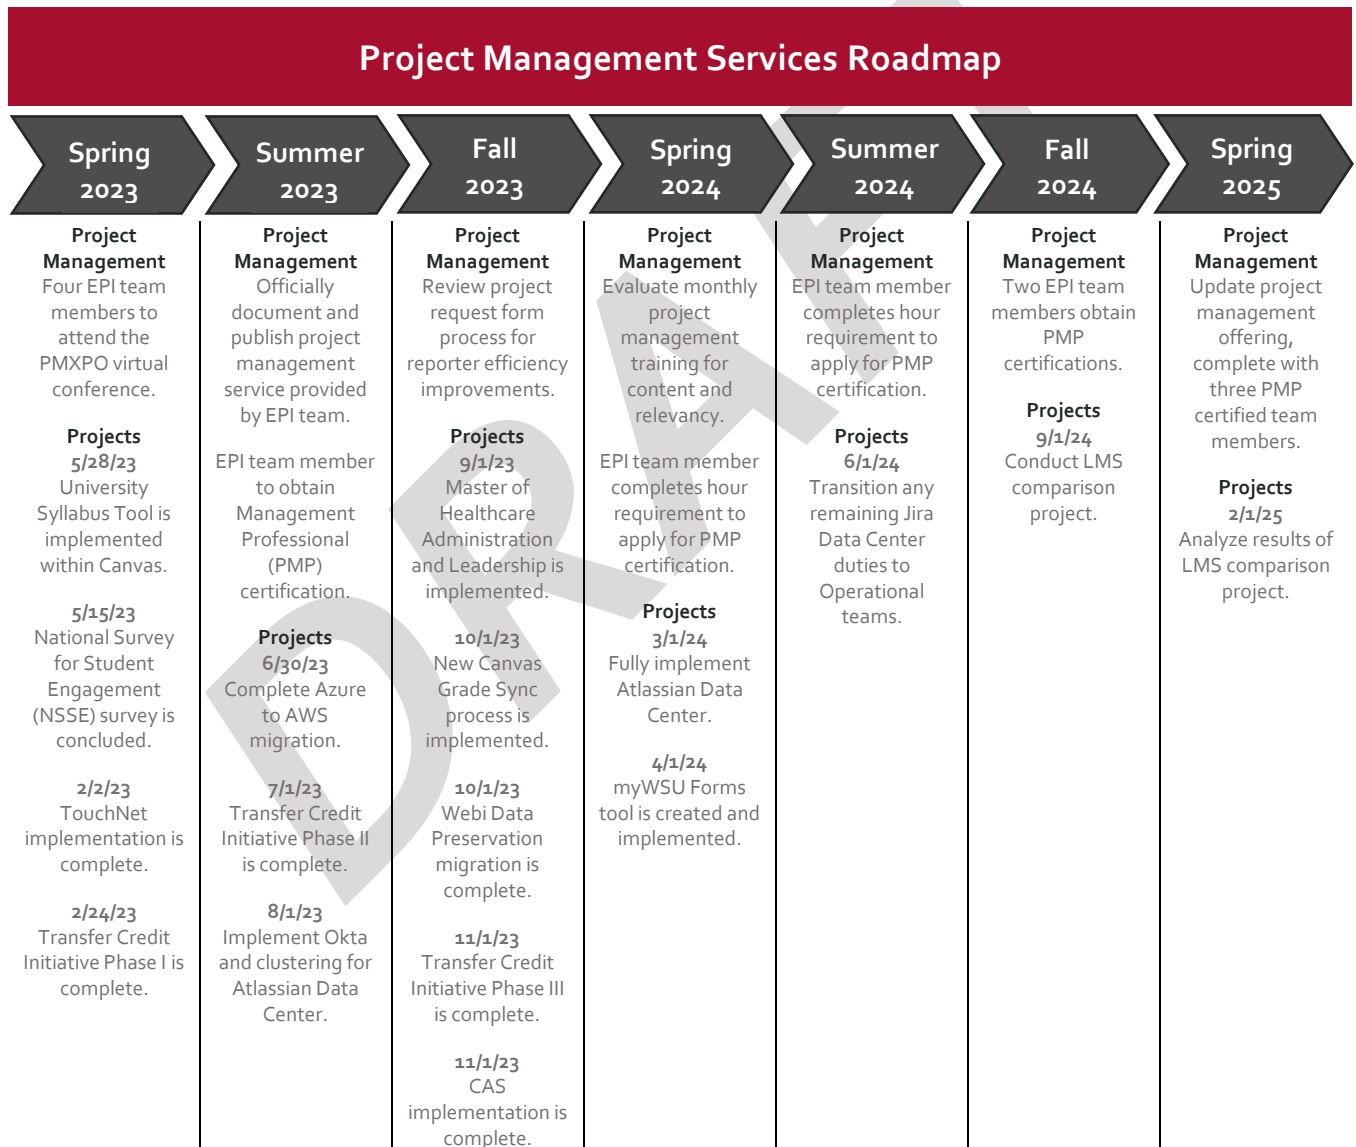 Project Management Services Roadmap
Spring
2023
Summer
2023
Fall
2023
Spring
2024
Summer
2024
Fall
2024
Spring
2025
Project
Management
Four EPI team
members to
attend the
PMXPO virtual
conference.
Projects
5/28/23
University
Syllabus Tool is
implemented
within Canvas.
5/15/23
National Survey
for Student
Engagement
(NSSE) survey is
concluded.
2/2/23
TouchNet
implementation is
complete.
2/24/23
Transfer Credit
Initiative Phase I is
complete.
Project
Management
Officially
document and
publish project
management
service provided
by EPI team.
EPI team member
to obtain
Management
Professional
(PMP)
certification.
Projects
6/30/23
Complete Azure
to AWS
migration.
7/1/23
Transfer Credit
Initiative Phase II
is complete.
8/1/23
Implement Okta
and clustering for
Atlassian Data
Center.
Project
Management
Review project
request form
process for
reporter efficiency
improvements.
Projects
9/1/23
Master of
Healthcare
Administration
and Leadership is
implemented.
10/1/23
New Canvas
Grade Sync
process is
implemented.
10/1/23
Webi Data
Preservation
migration is
complete.
11/1/23
Transfer Credit
Initiative Phase III
is complete.
11/1/23
CAS
implementation is
complete.
Project
Management
Evaluate monthly
project
management
training for
content and
relevancy.
EPI team member
completes hour
requirement to
apply for PMP
certification.
Projects
3/1/24
Fully implement
Atlassian Data
Center.
4/1/24
myWSU Forms
tool is created and
implemented.
Project
Management
EPI team member
completes hour
requirement to
apply for PMP
certification.
Projects
6/1/24
Transition any
remaining Jira
Data Center
duties to
Operational
teams.
Project
Management
Two EPI team
members obtain
PMP
certifications.
Projects
9/1/24
Conduct LMS
comparison
project.
Project
Management
Update project
management
offering,
complete with
three PMP
certified team
members.
Projects
2/1/25
Analyze results of
LMS comparison
project.
DRAF